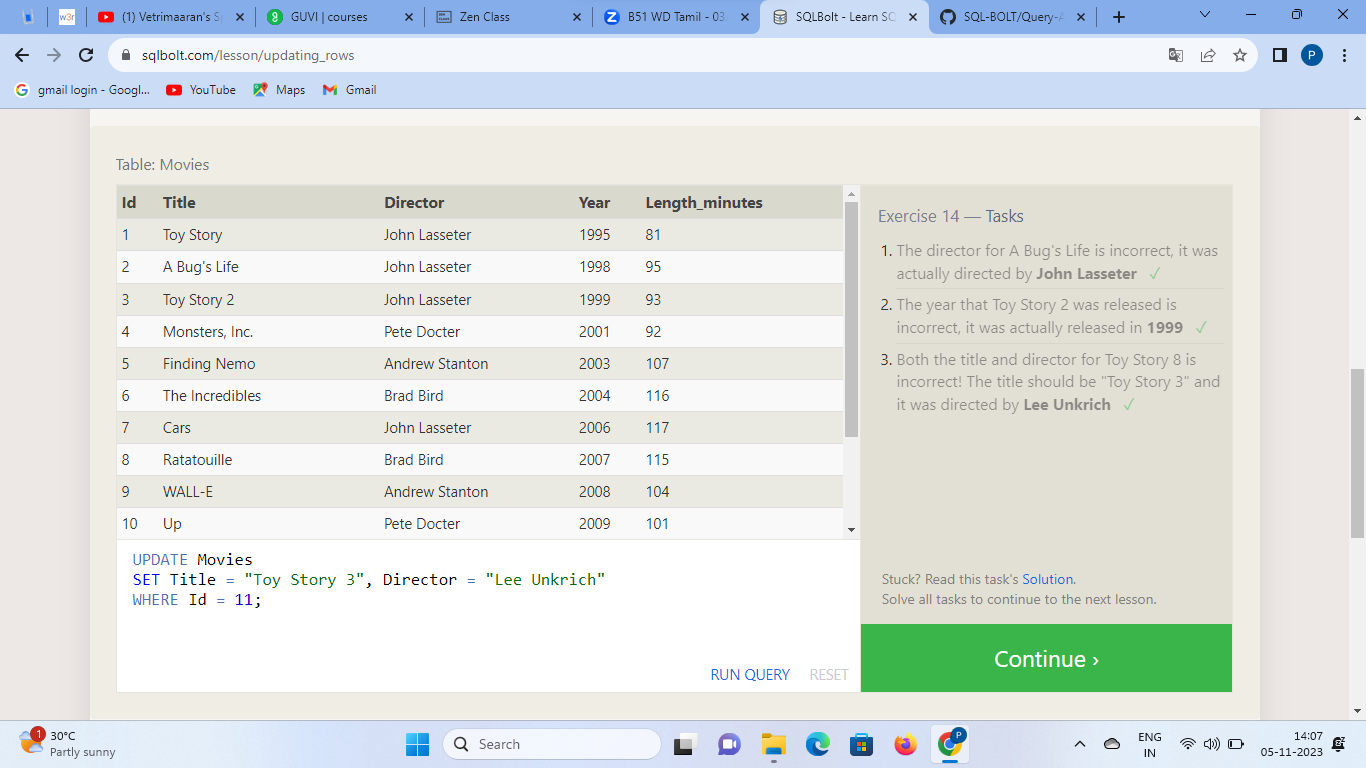 (1) Vetrimaaran's S
GUVI | courses
Zen Class
B51 WD Tamil - 03
SQLBolt - Learn SQ
SQL-BOLT/Query-A
sqlbolt.com/lesson/updating_rows
P
gmail login - Googl...
YouTube
Maps
Gmail
Table: Movies
Id Title Director Year Length_minutes
1 Toy Story John Lasseter 1995 81
2 A Bug's Life John Lasseter 1998 95
3 Toy Story 2 John Lasseter 1999 93
4 Monsters, Inc. Pete Docter 2001 92
5 Finding Nemo Andrew Stanton 2003 107
6 The Incredibles Brad Bird 2004 116
7 Cars John Lasseter 2006 117
8 Ratatouille Brad Bird 2007 115
9 WALL-E Andrew Stanton 2008 104
10 Up Pete Docter 2009 101
UPDATE Movies
SET Title = "Toy Story 3", Director = "Lee Unkrich"
WHERE Id = 11;
RUN QUERY RESET
Exercise 14 — Tasks
1. The director for A Bug's Life is incorrect, it was
actually directed by John Lasseter ✓
2. The year that Toy Story 2 was released is
incorrect, it was actually released in 1999 ✓
3. Both the title and director for Toy Story 8 is
incorrect! The title should be "Toy Story 3" and
it was directed by Lee Unkrich ✓
Stuck? Read this task's Solution.
Solve all tasks to continue to the next lesson.
Continue ›
1
30°C
Partly sunny
Search
P
ENG
IN
14:07
05-11-2023